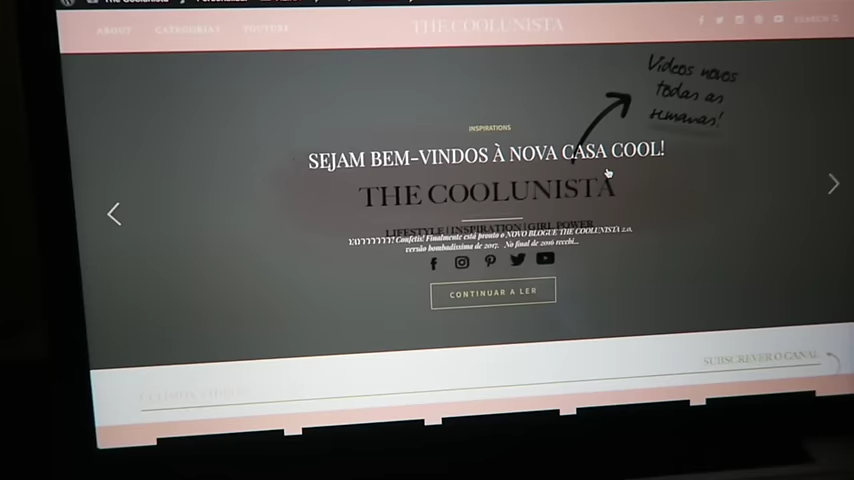 The Coolunista
ABOUT CATEGORIAS YOUTUBE THE COOLUNISTA SEARCH
Vídeos novos
todas as
semanas!
INSPIRATIONS
SEJAM BEM-VINDOS À NOVA CASA COOL!
THE COOLUNISTA
LIFESTYLE | INSPIRATION | GIRL POWER
YAYYYYYYY! Confetis! Finalmente está pronto o NOVO BLOGUE THE COOLUNISTA 2.0,
versão bombadíssima de 2017. No final de 2016 recebi...
CONTINUAR A LER
SUBSCREVER O CANAL